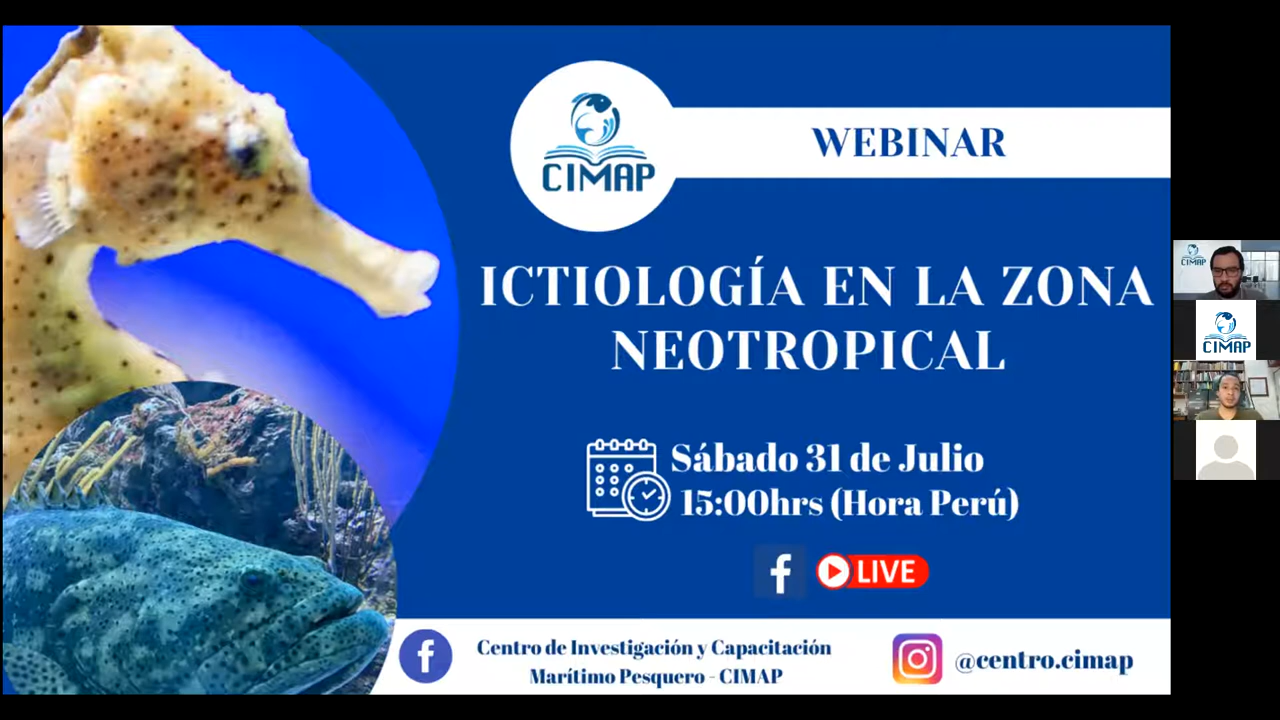 CIMAP
WEBINAR
ICTIOLOGÍA EN LA ZONA
NEOTROPICAL
Sábado 31 de Julio
15:00hrs (Hora Perú)
f
LIVE
f
Centro de Investigación y Capacitación
Marítimo Pesquero - CIMAP
@centro.cimap
CIMAP
CIMAP